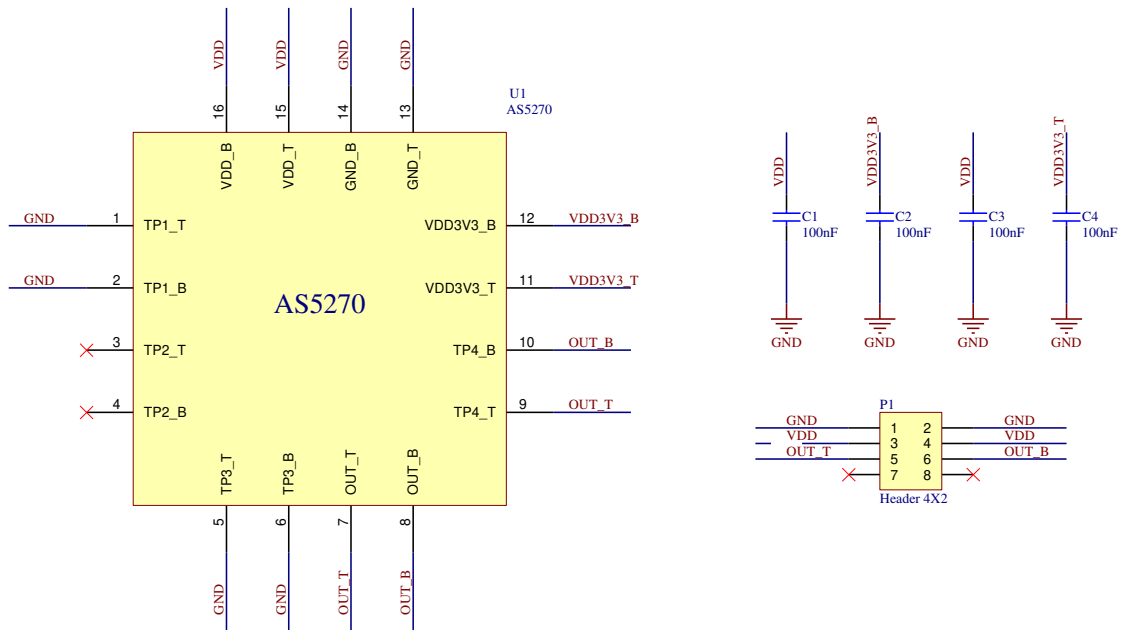 VDD
VDD
GND
GND
16
15
14
13
U1
AS5270
VDD_B
VDD_T
GND_B
GND_T
GND 1 TP1_T
GND 2 TP1_B
3 TP2_T
4 TP2_B
AS5270
VDD3V3_B 12 VDD3V3_B
VDD3V3_T 11 VDD3V3_T
TP4_B 10 OUT_B
TP4_T 9 OUT_T
TP3_T
TP3_B
OUT_T
OUT_B
5
6
7
8
GND
GND
OUT_T
OUT_B
VDD
VDD3V3_B
VDD
VDD3V3_T
C1
100nF
C2
100nF
C3
100nF
C4
100nF
GND
GND
GND
GND
P1
GND 1 2 GND
VDD 3 4 VDD
OUT_T 5 6 OUT_B
7 8
Header 4X2